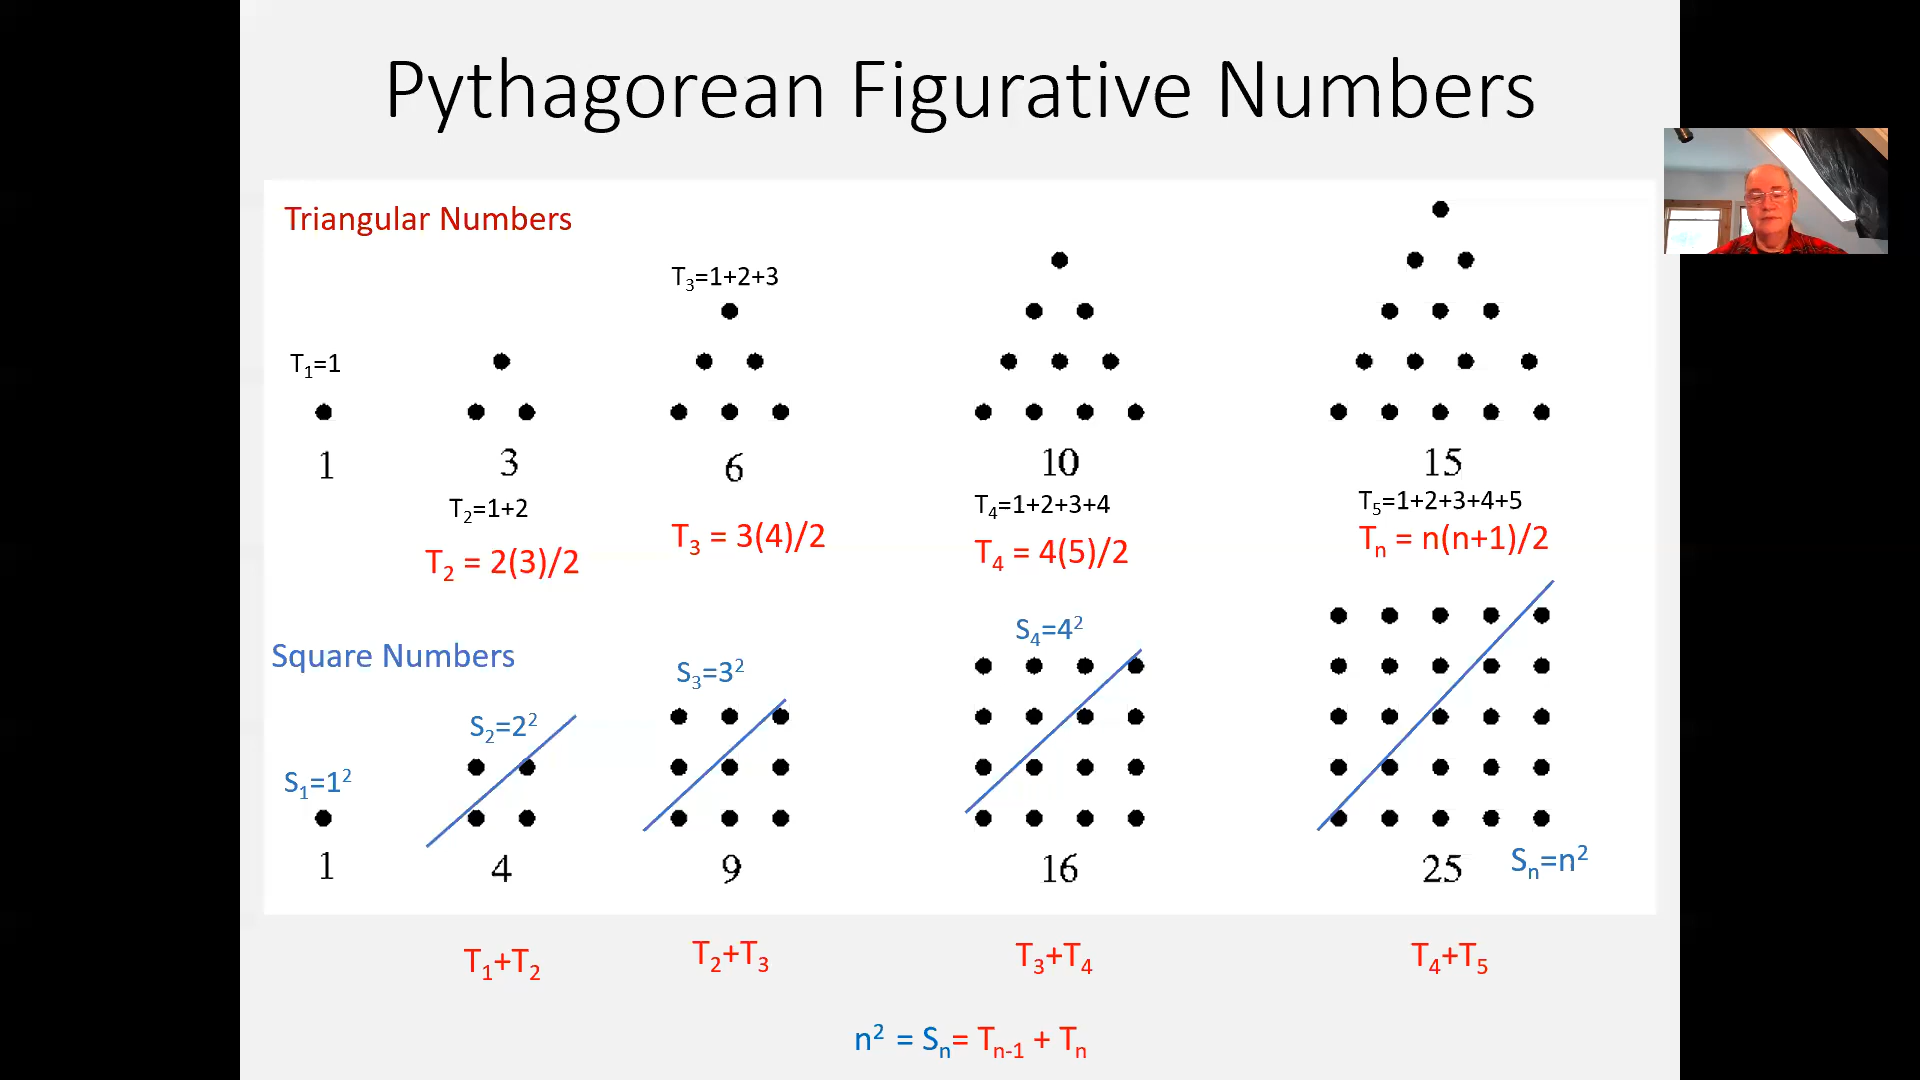 Pythagorean Figurative Numbers
Triangular Numbers
T₃=1+2+3
T₁=1
1
3
6
10
15
T₂=1+2
T₄=1+2+3+4
T₅=1+2+3+4+5
T₂ = 2(3)/2
T₃ = 3(4)/2
T₄ = 4(5)/2
Tₙ = n(n+1)/2
Square Numbers
S₁=1²
S₂=2²
S₃=3²
S₄=4²
1
4
9
16
25
Sₙ=n²
T₁+T₂
T₂+T₃
T₃+T₄
T₄+T₅
n² = Sₙ= Tₙ₋₁ + Tₙ